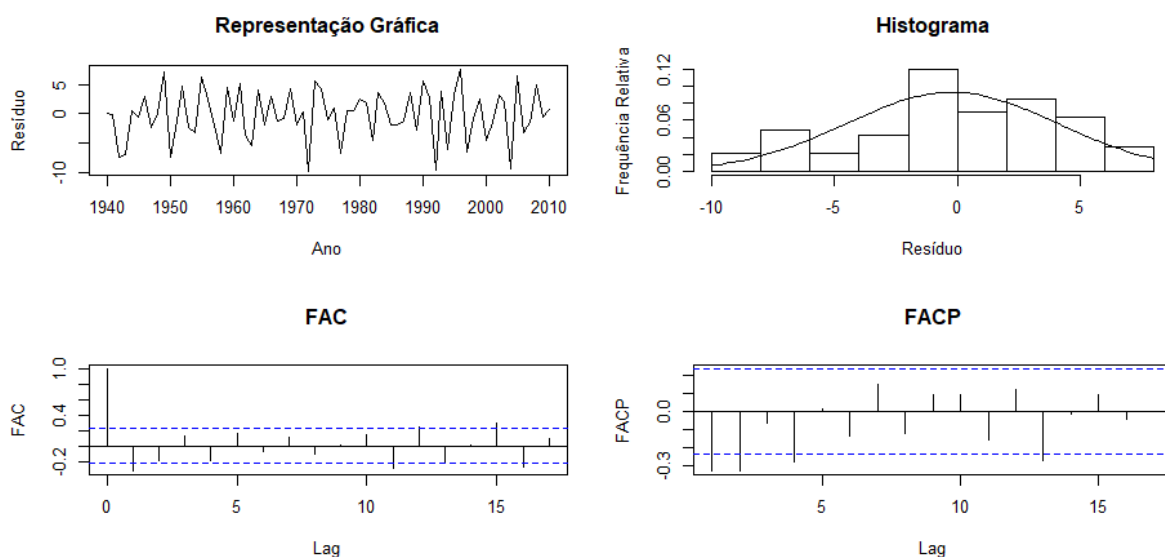 Representação Gráfica
Resíduo
5
0
-10
1940 1950 1960 1970 1980 1990 2000 2010
Ano
Histograma
Frequência Relativa
0.12
0.06
0.00
-10 -5 0 5
Resíduo
FAC
FAC
1.0
0.4
-0.2
0 5 10 15
Lag
FACP
FACP
0.0
-0.3
5 10 15
Lag